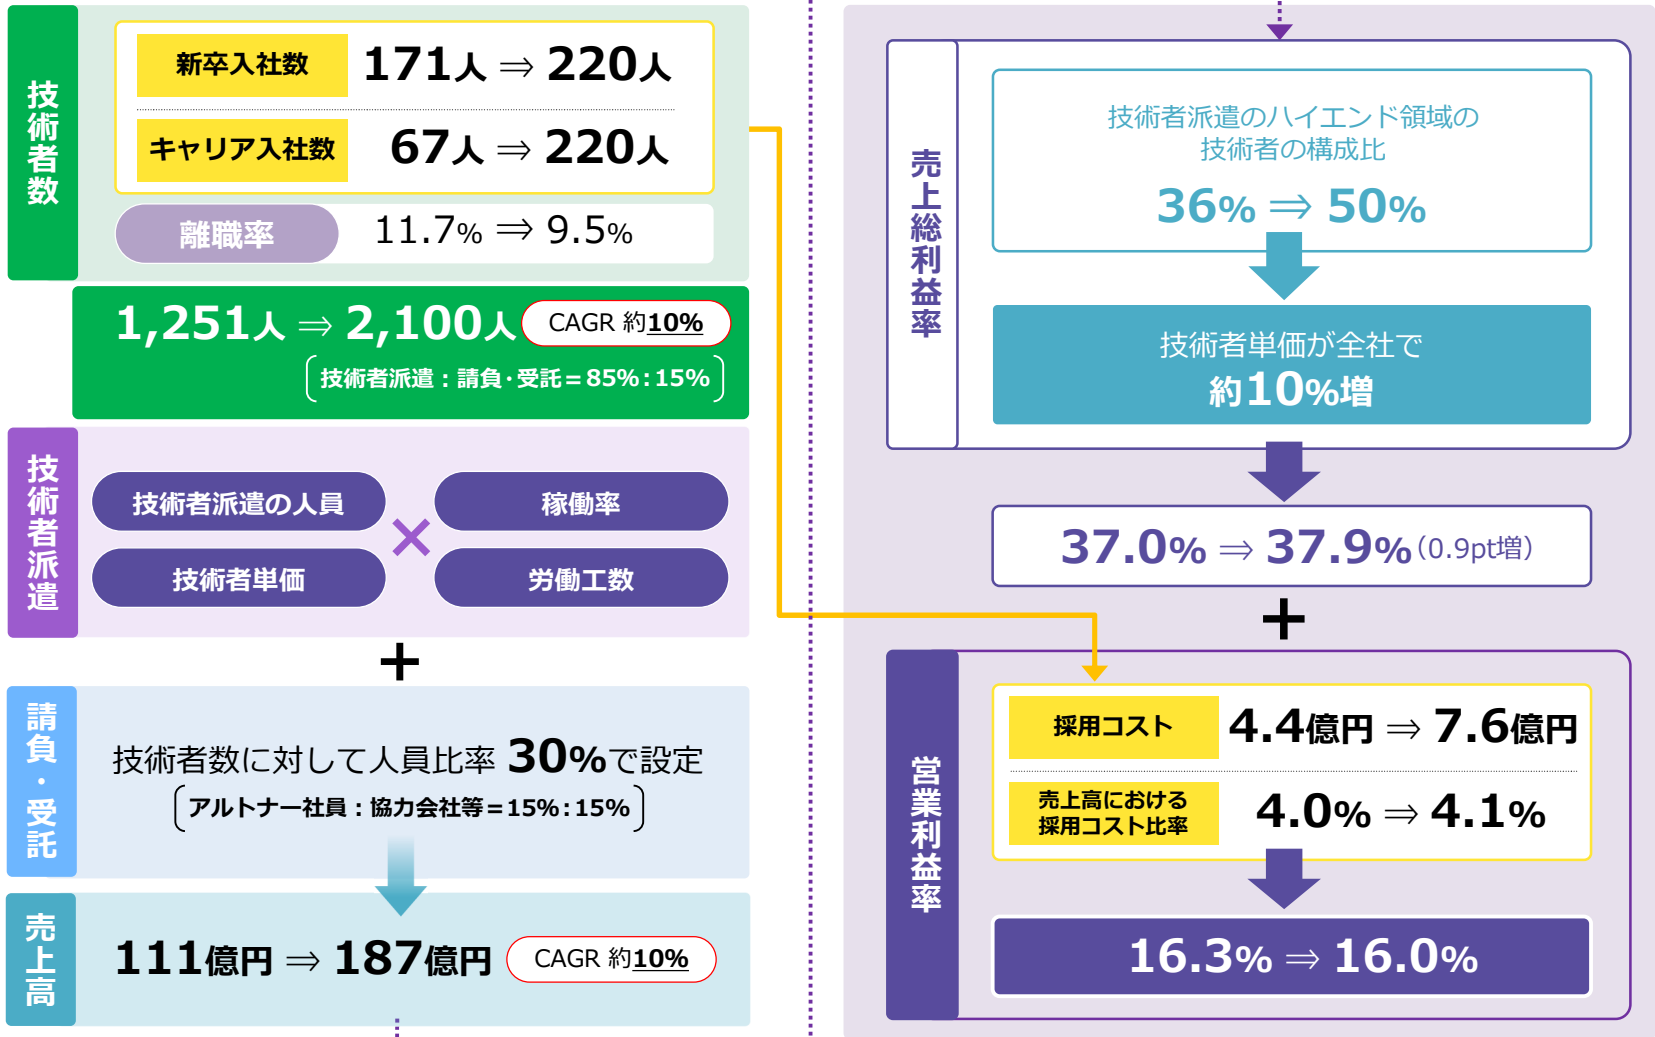 技術者数
新卒入社数 171人 ⇒ 220人
キャリア入社数 67人 ⇒ 220人
離職率 11.7% ⇒ 9.5%
1,251人 ⇒ 2,100人 CAGR 約10%
技術者派遣：請負・受託＝85%：15%
技術者派遣
技術者派遣の人員 × 稼働率
技術者単価 労働工数
+
請負・受託
技術者数に対して人員比率 30%で設定
アルトナー社員：協力会社等＝15%：15%
売上高
111億円 ⇒ 187億円 CAGR 約10%
売上総利益率
技術者派遣のハイエンド領域の
技術者の構成比
36% ⇒ 50%
技術者単価が全社で
約10%増
37.0% ⇒ 37.9%（0.9pt増）
+
営業利益率
採用コスト 4.4億円 ⇒ 7.6億円
売上高における
採用コスト比率 4.0% ⇒ 4.1%
16.3% ⇒ 16.0%